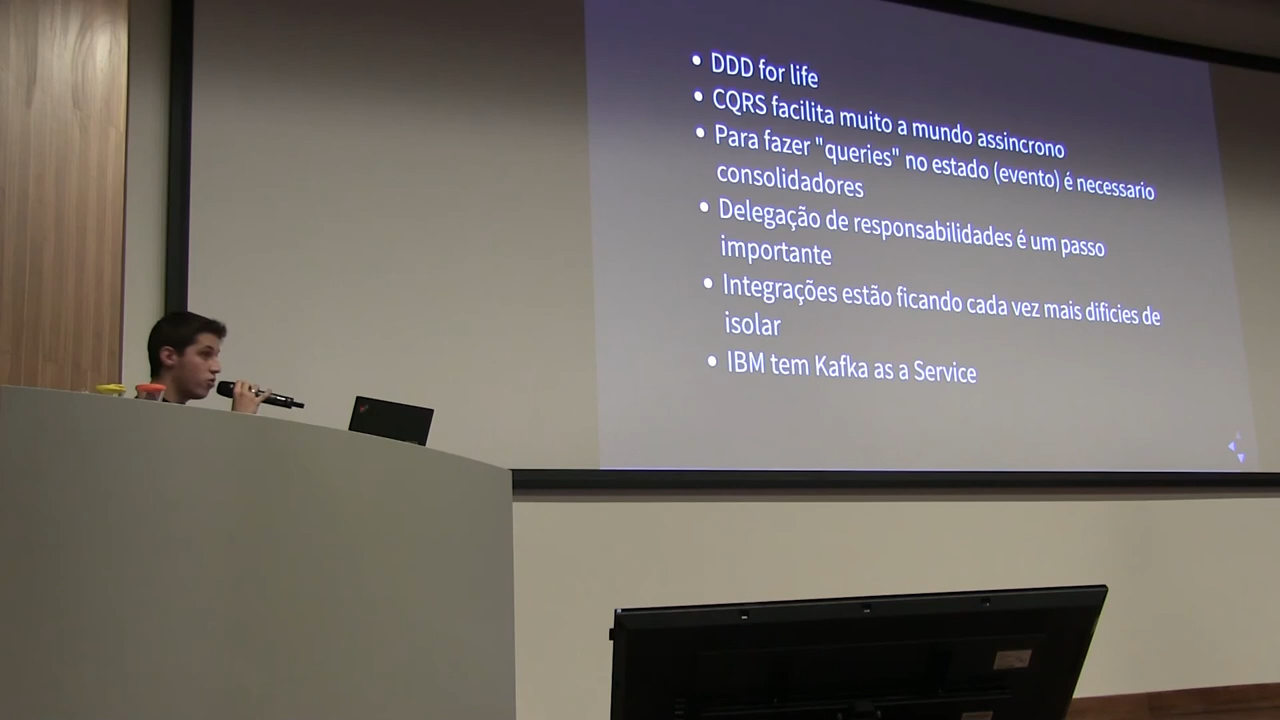 DDD for life
CQRS facilita muito a mundo assincrono
Para fazer "queries" no estado (evento) é necessario
consolidadores
Delegação de responsabilidades é um passo
importante
Integrações estão ficando cada vez mais dificies de
isolar
IBM tem Kafka as a Service